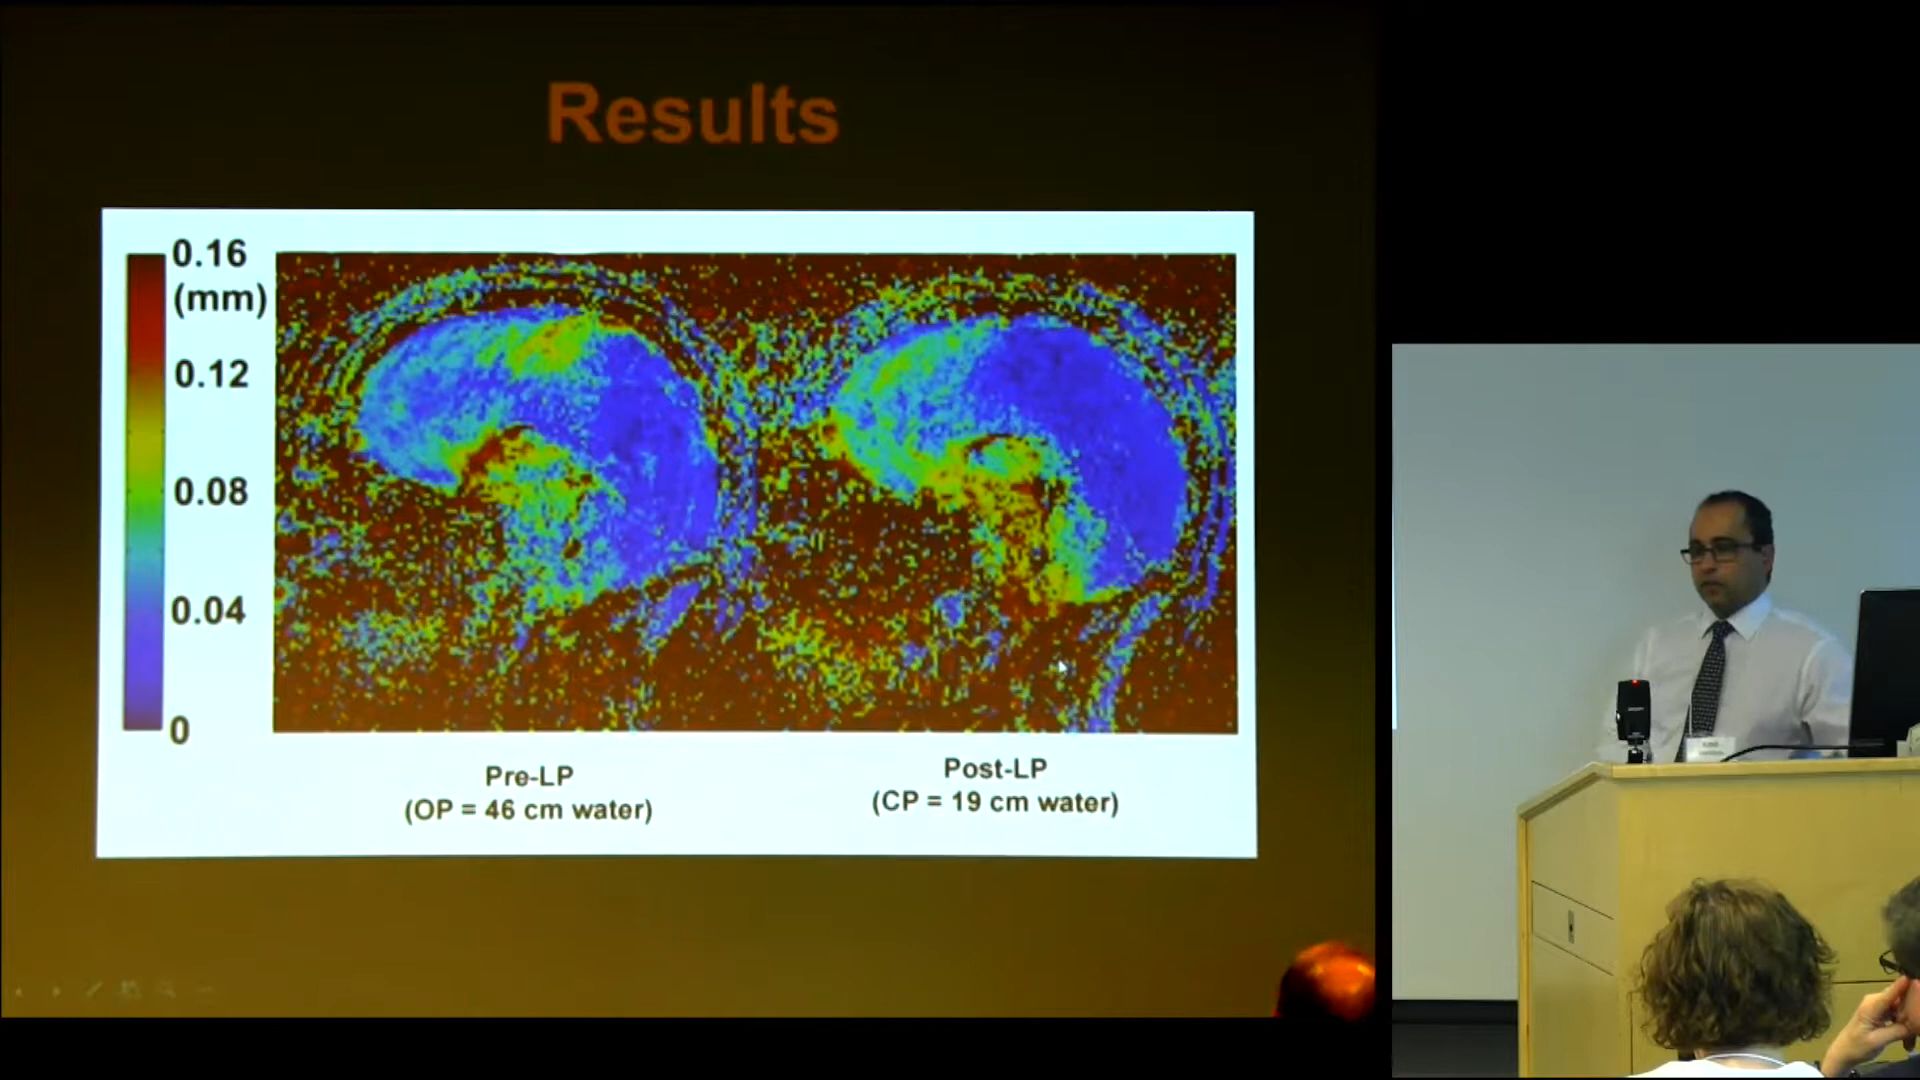 Results
0.16
(mm)
0.12
0.08
0.04
0
Pre-LP
(OP = 46 cm water)
Post-LP
(CP = 19 cm water)